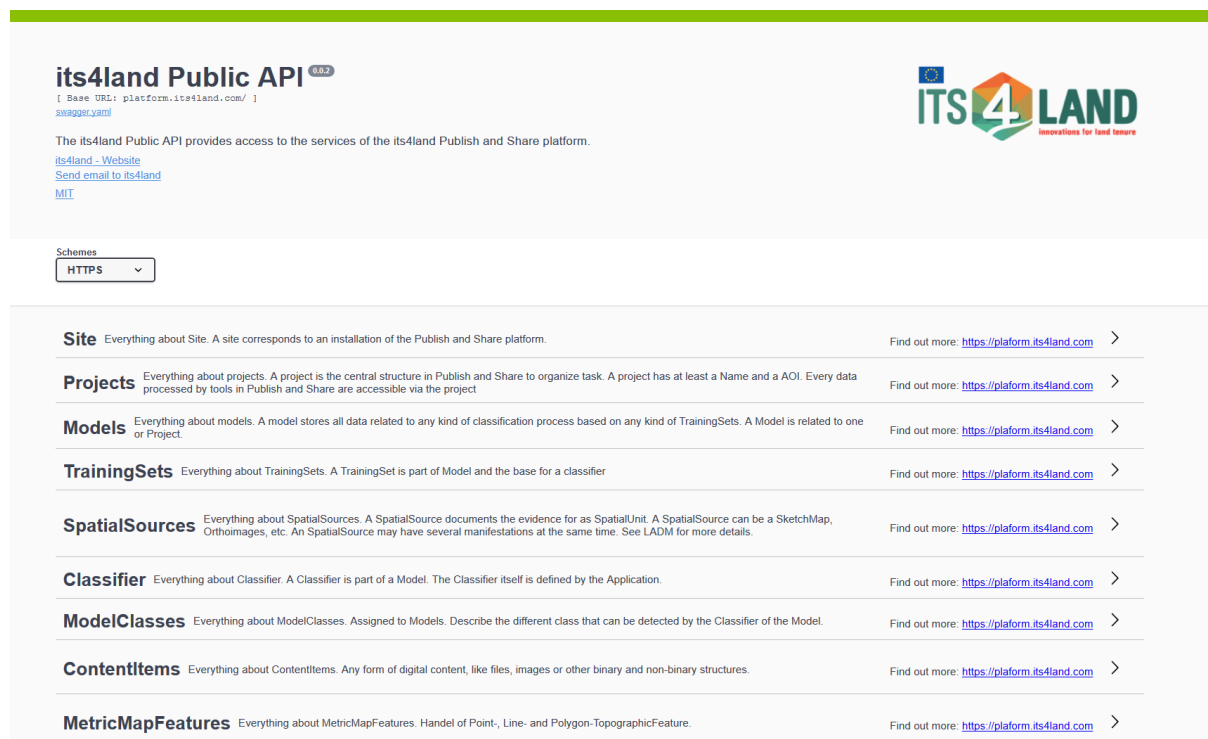 its4land Public API 0.0.2
[ Base URL: platform.its4land.com/ ]
swagger.yaml
The its4land Public API provides access to the services of the its4land Publish and Share platform.
its4land - Website
Send email to its4land
MIT
ITS 4 LAND
innovations for land tenure
Schemes
HTTPS
Site Everything about Site. A site corresponds to an installation of the Publish and Share platform. Find out more: https://plaform.its4land.com
Projects Everything about projects. A project is the central structure in Publish and Share to organize task. A project has at least a Name and a AOI. Every data
processed by tools in Publish and Share are accessible via the project Find out more: https://plaform.its4land.com
Models Everything about models. A model stores all data related to any kind of classification process based on any kind of TrainingSets. A Model is related to one
or Project. Find out more: https://plaform.its4land.com
TrainingSets Everything about TrainingSets. A TrainingSet is part of Model and the base for a classifier Find out more: https://plaform.its4land.com
SpatialSources Everything about SpatialSources. A SpatialSource documents the evidence for as SpatialUnit. A SpatialSource can be a SketchMap,
Orthoimages, etc. An SpatialSource may have several manifestations at the same time. See LADM for more details. Find out more: https://plaform.its4land.com
Classifier Everything about Classifier. A Classifier is part of a Model. The Classifier itself is defined by the Application. Find out more: https://plaform.its4land.com
ModelClasses Everything about ModelClasses. Assigned to Models. Describe the different class that can be detected by the Classifier of the Model. Find out more: https://plaform.its4land.com
ContentItems Everything about ContentItems. Any form of digital content, like files, images or other binary and non-binary structures. Find out more: https://plaform.its4land.com
MetricMapFeatures Everything about MetricMapFeatures. Handel of Point-, Line- and Polygon-TopographicFeature. Find out more: https://plaform.its4land.com